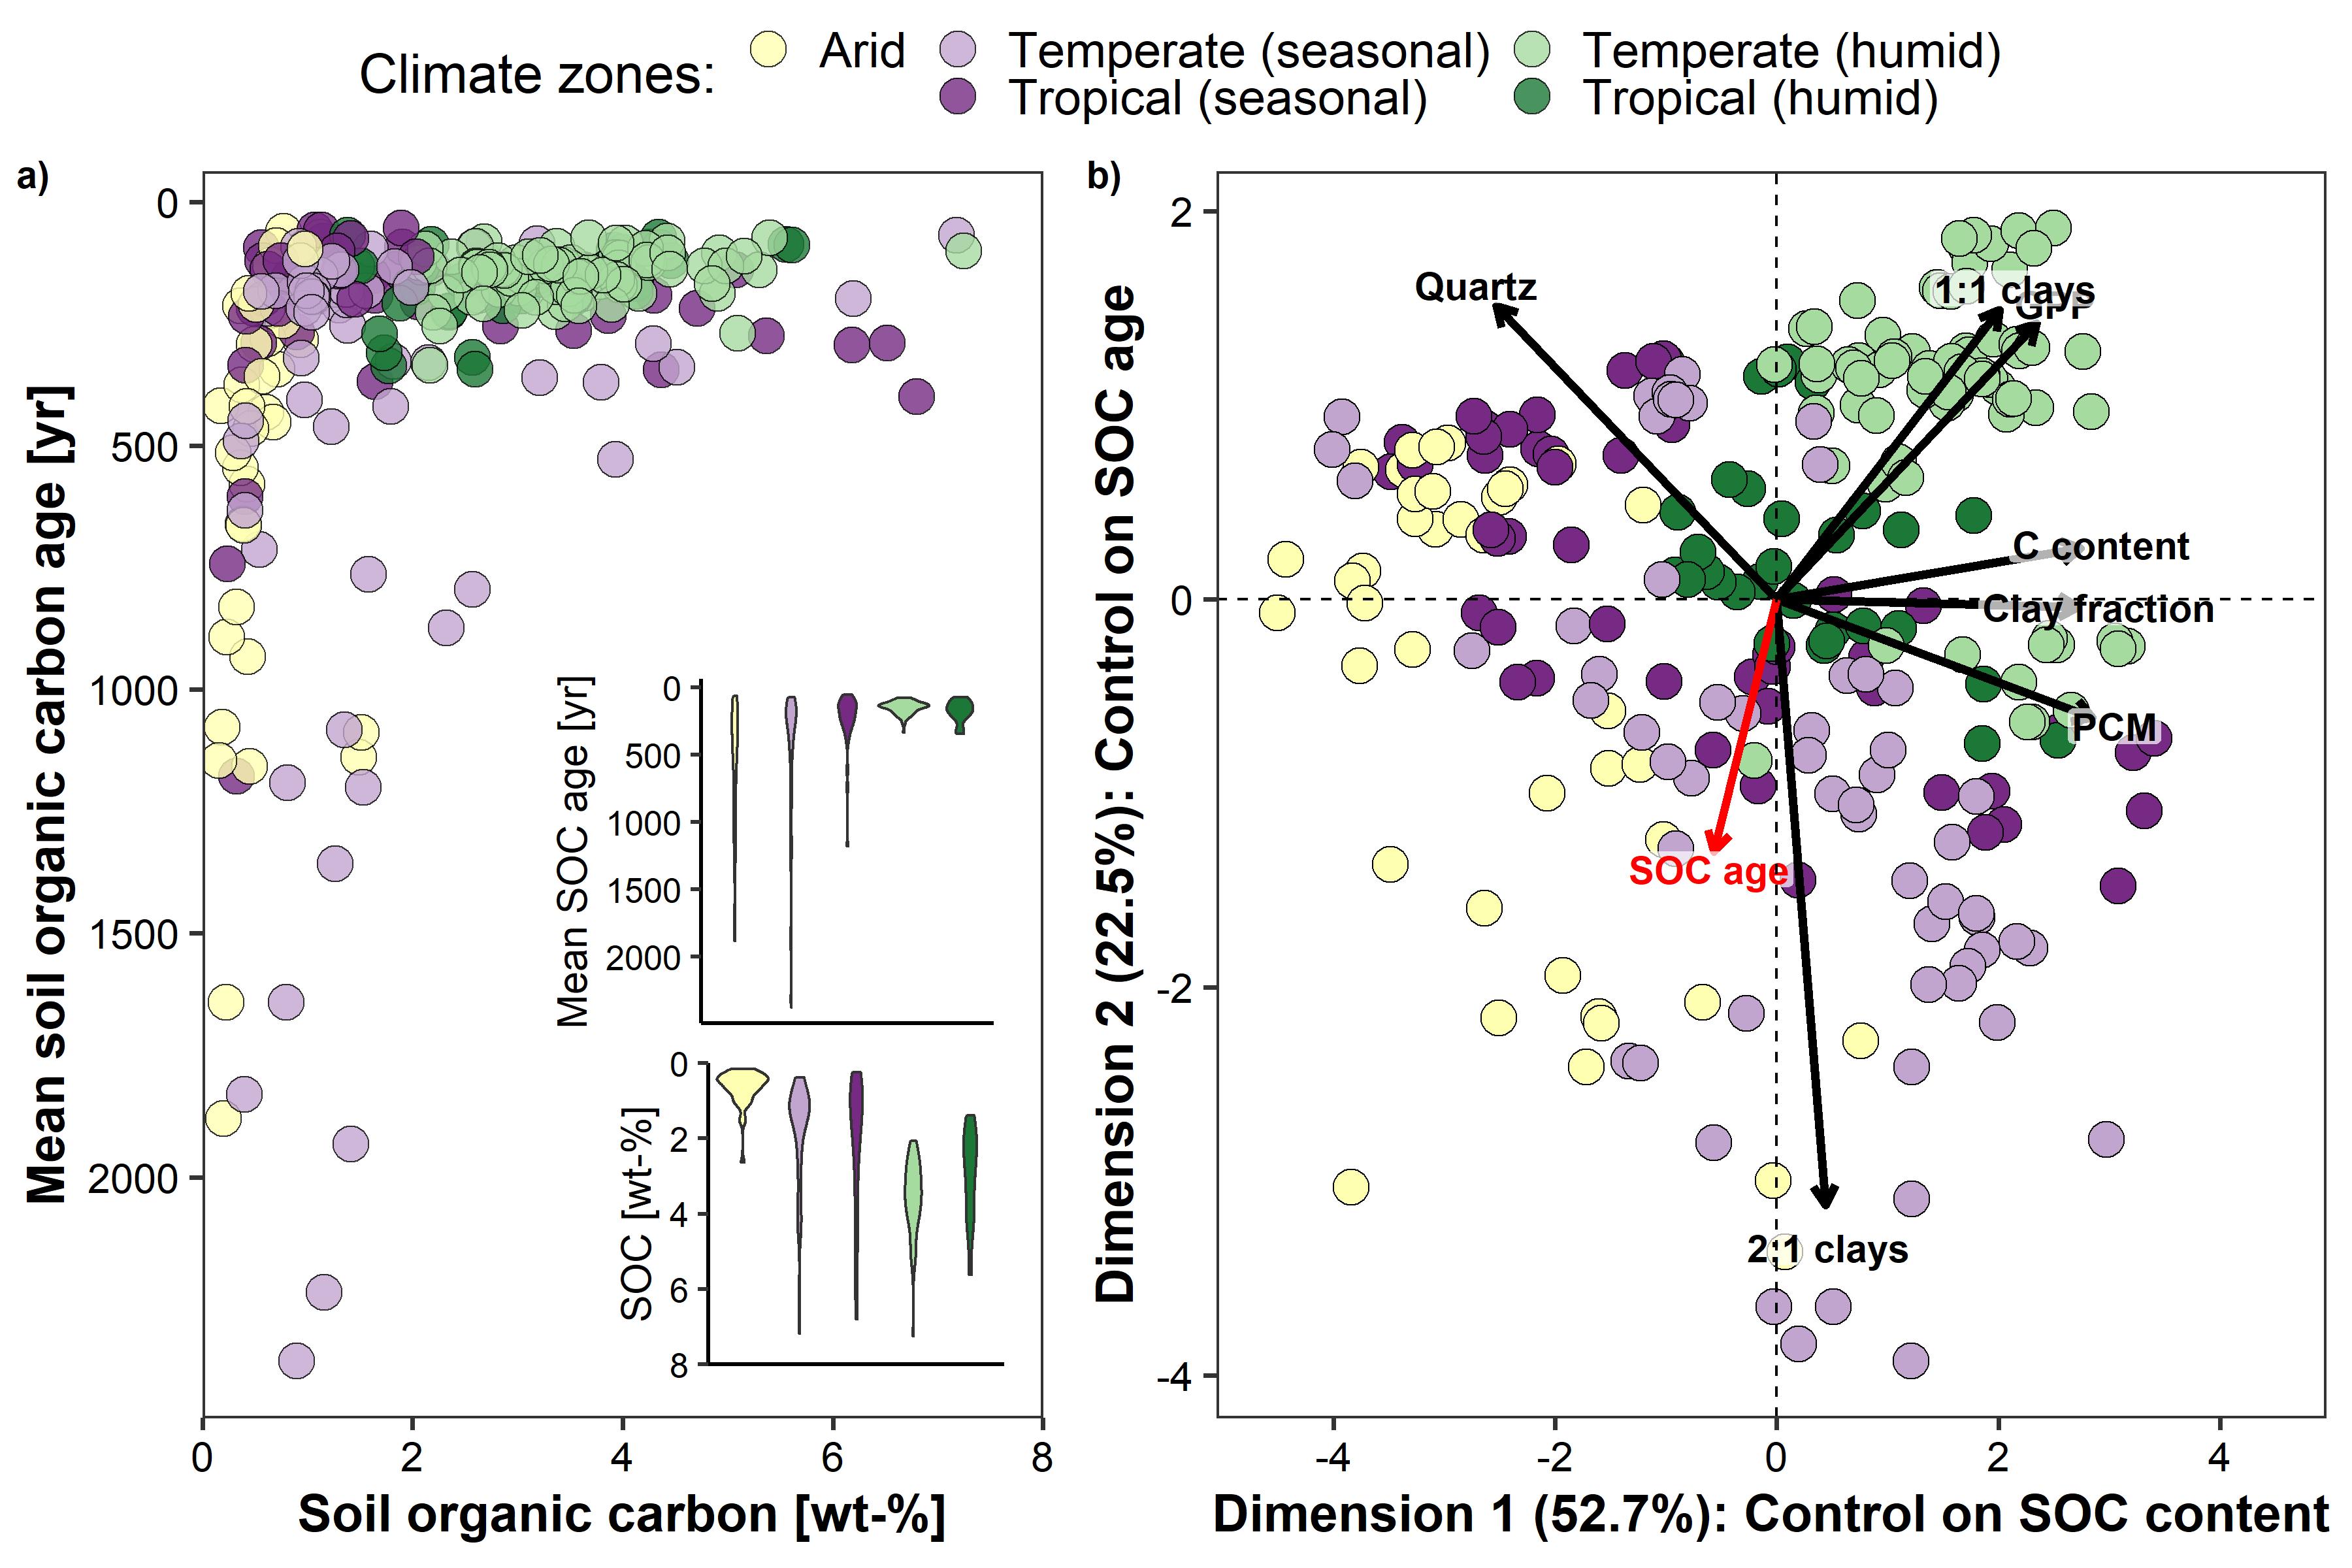 Climate zones:
Arid
Temperate (seasonal)
Temperate (humid)
Tropical (seasonal)
Tropical (humid)
a)
Mean soil organic carbon age [yr]
0
500
1000
1500
2000
0
2
4
6
8
Soil organic carbon [wt-%]
Mean SOC age [yr]
0
500
1000
1500
2000
SOC [wt-%]
0
2
4
6
8
b)
Dimension 2 (22.5%): Control on SOC age
2
0
-2
-4
Quartz
1:1 clays
GPP
C content
Clay fraction
PCM
SOC age
2:1 clays
-4
-2
0
2
4
Dimension 1 (52.7%): Control on SOC content